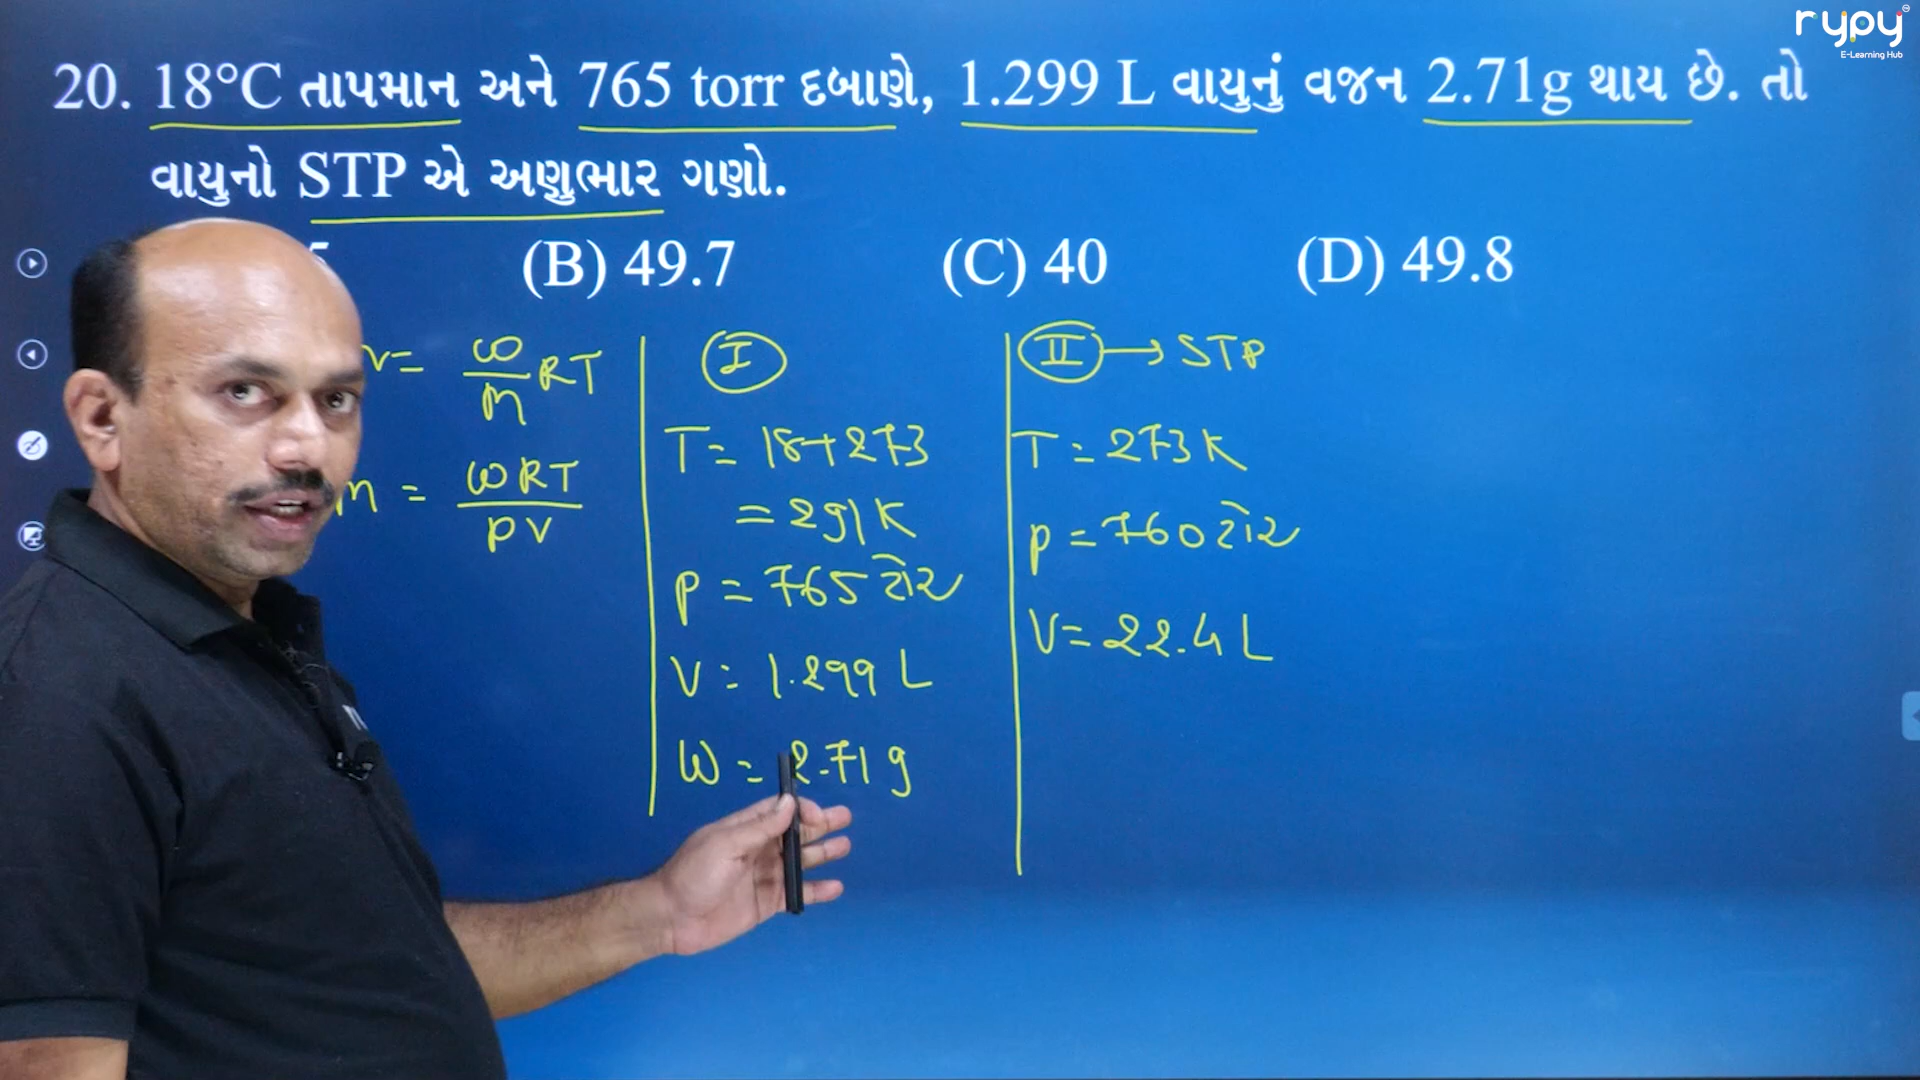 rypy
E-Learning Hub
20. 18°C તાપમાન અને 765 torr દબાણે, 1.299 L વાયુનું વજન 2.71g થાય છે. તો
વાયુનો STP એ અણુભાર ગણો.
5 (B) 49.7 (C) 40 (D) 49.8
V = w/m RT
m = wRT/PV
I
T = 18+273
= 291 K
P = 765 ટોર
V = 1.299 L
W = 2.71 g
II → STP
T = 273 K
P = 760 ટોર
V = 22.4 L